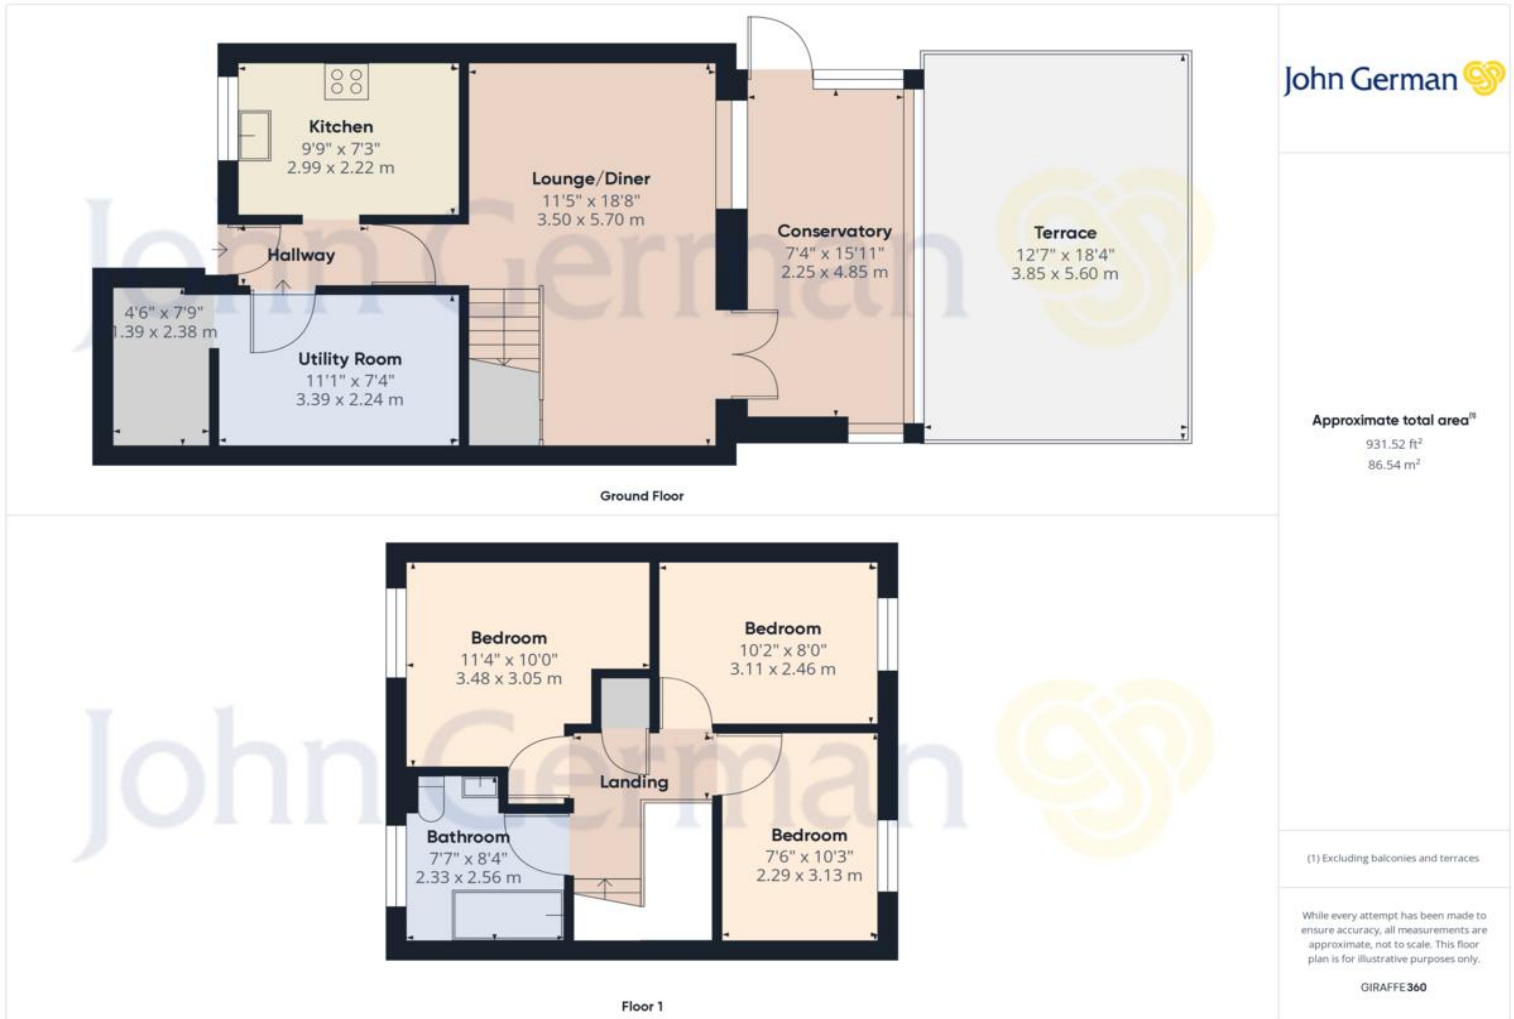 Kitchen
9'9" x 7'3"
2.99 x 2.22 m
Lounge/Diner
11'5" x 18'8"
3.50 x 5.70 m
Conservatory
7'4" x 15'11"
2.25 x 4.85 m
Terrace
12'7" x 18'4"
3.85 x 5.60 m
Hallway
4'6" x 7'9"
1.39 x 2.38 m
Utility Room
11'1" x 7'4"
3.39 x 2.24 m
John German
Ground Floor
Bedroom
11'4" x 10'0"
3.48 x 3.05 m
Bedroom
10'2" x 8'0"
3.11 x 2.46 m
Landing
Bathroom
7'7" x 8'4"
2.33 x 2.56 m
Bedroom
7'6" x 10'3"
2.29 x 3.13 m
John German
Floor 1
John German
Approximate total area(1)
931.52 ft²
86.54 m²
(1) Excluding balconies and terraces
While every attempt has been made to
ensure accuracy, all measurements are
approximate, not to scale. This floor
plan is for illustrative purposes only.
GIRAFFE360